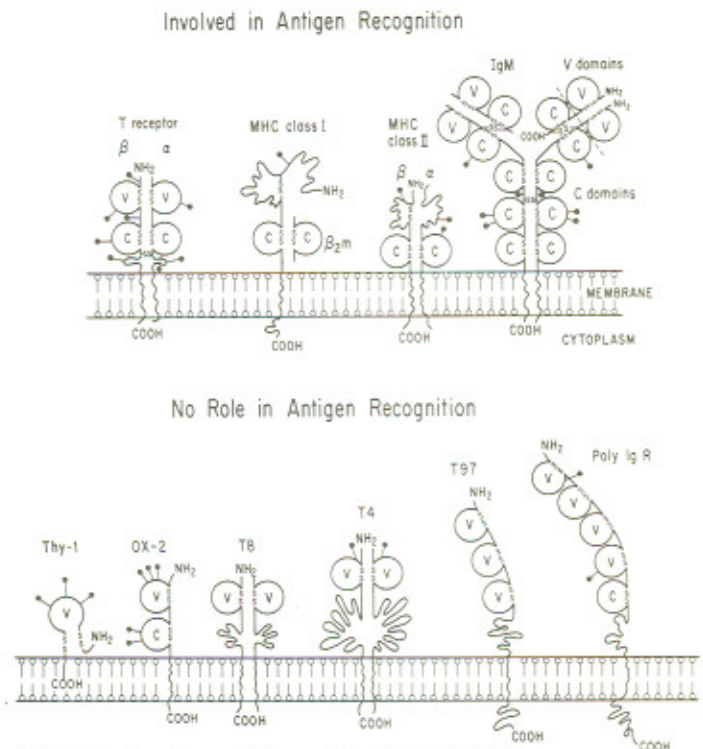 Involved in Antigen Recognition
IgM
V domains
T receptor
β α
MHC class I
MHC class II
β α
NH₂
NH₂
NH₂
NH₂
NH₂
COOH
V V
C C
C C
β₂m
C C
V C
V C
C V
C V
C C
C C
C C
C domains
MEMBRANE
COOH
COOH
COOH
COOH
CYTOPLASM
No Role in Antigen Recognition
Thy-1
OX-2
T8
T4
T97
Poly Ig R
NH₂
NH₂
NH₂
NH₂
NH₂
NH₂
V
V
C
V V
V V
V
V
V
V
V
V
V
C
COOH
COOH
COOH
COOH
COOH
COOH